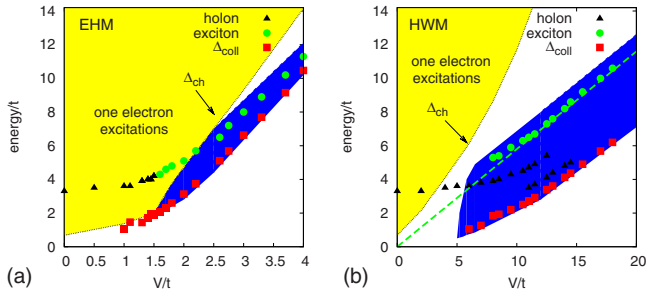 EHM
holon
exciton
Δcoll
Δch
one electron
excitations
energy/t
14
12
10
8
6
4
2
0
0 0.5 1 1.5 2 2.5 3 3.5 4
V/t
(a)
HWM
holon
exciton
Δcoll
one electron
excitations
Δch
energy/t
14
12
10
8
6
4
2
0
0 5 10 15 20
V/t
(b)